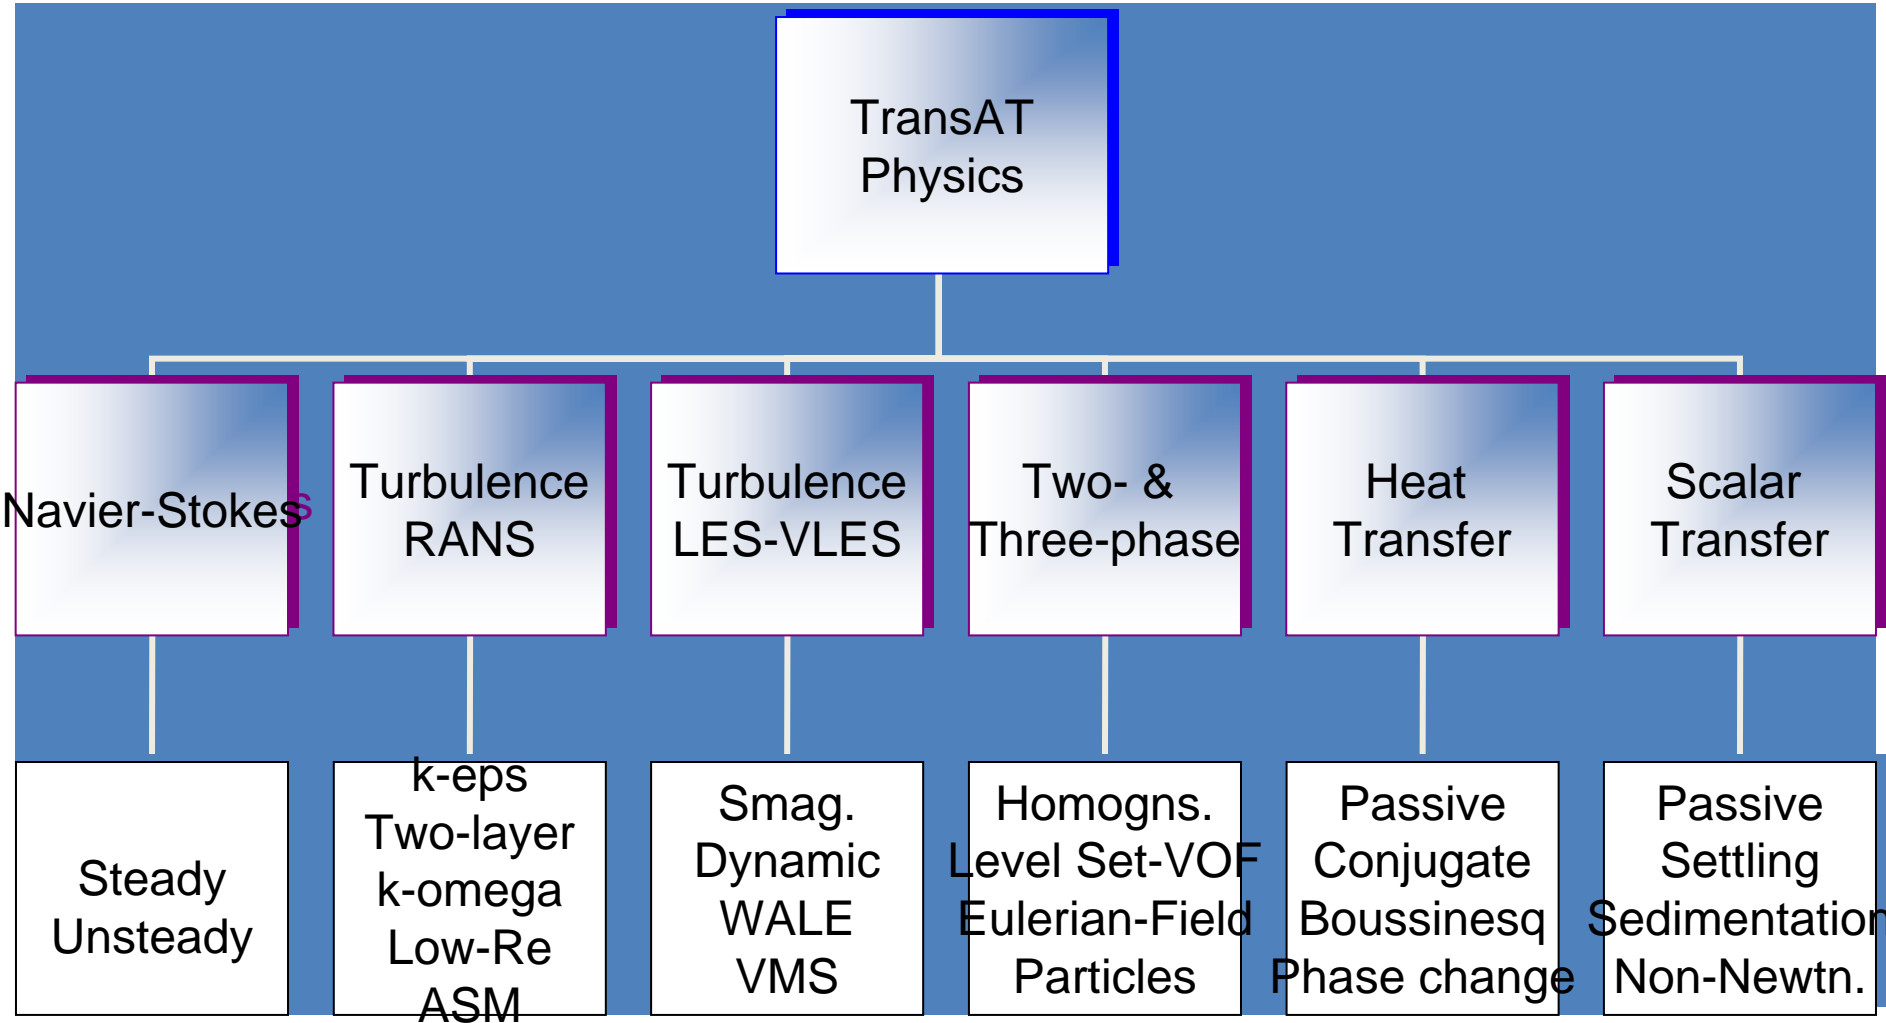 TransAT
Physics
Navier-Stokes
Turbulence
RANS
Turbulence
LES-VLES
Two- &
Three-phase
Heat
Transfer
Scalar
Transfer
Steady
Unsteady
k-eps
Two-layer
k-omega
Low-Re
ASM
Smag.
Dynamic
WALE
VMS
Homogns.
Level Set-VOF
Eulerian-Field
Particles
Passive
Conjugate
Boussinesq
Phase change
Passive
Settling
Sedimentation
Non-Newtn.